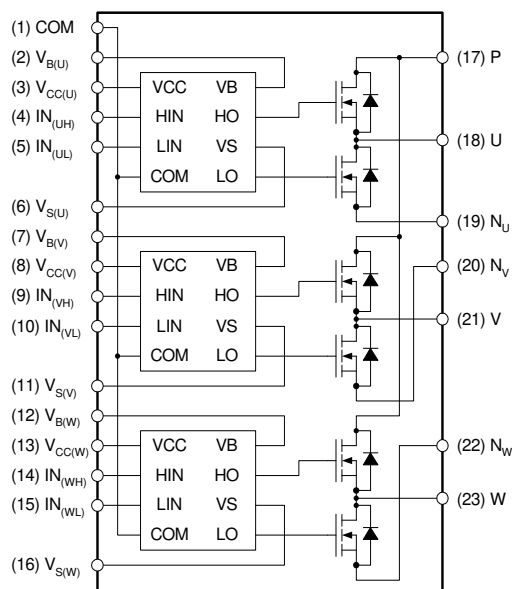 (1) COM
(2) V_B(U)
(3) V_CC(U)
(4) IN_(UH)
(5) IN_(UL)
(6) V_S(U)
(7) V_B(V)
(8) V_CC(V)
(9) IN_(VH)
(10) IN_(VL)
(11) V_S(V)
(12) V_B(W)
(13) V_CC(W)
(14) IN_(WH)
(15) IN_(WL)
(16) V_S(W)
VCC VB
HIN HO
LIN VS
COM LO
VCC VB
HIN HO
LIN VS
COM LO
VCC VB
HIN HO
LIN VS
COM LO
(17) P
(18) U
(19) N_U
(20) N_V
(21) V
(22) N_W
(23) W